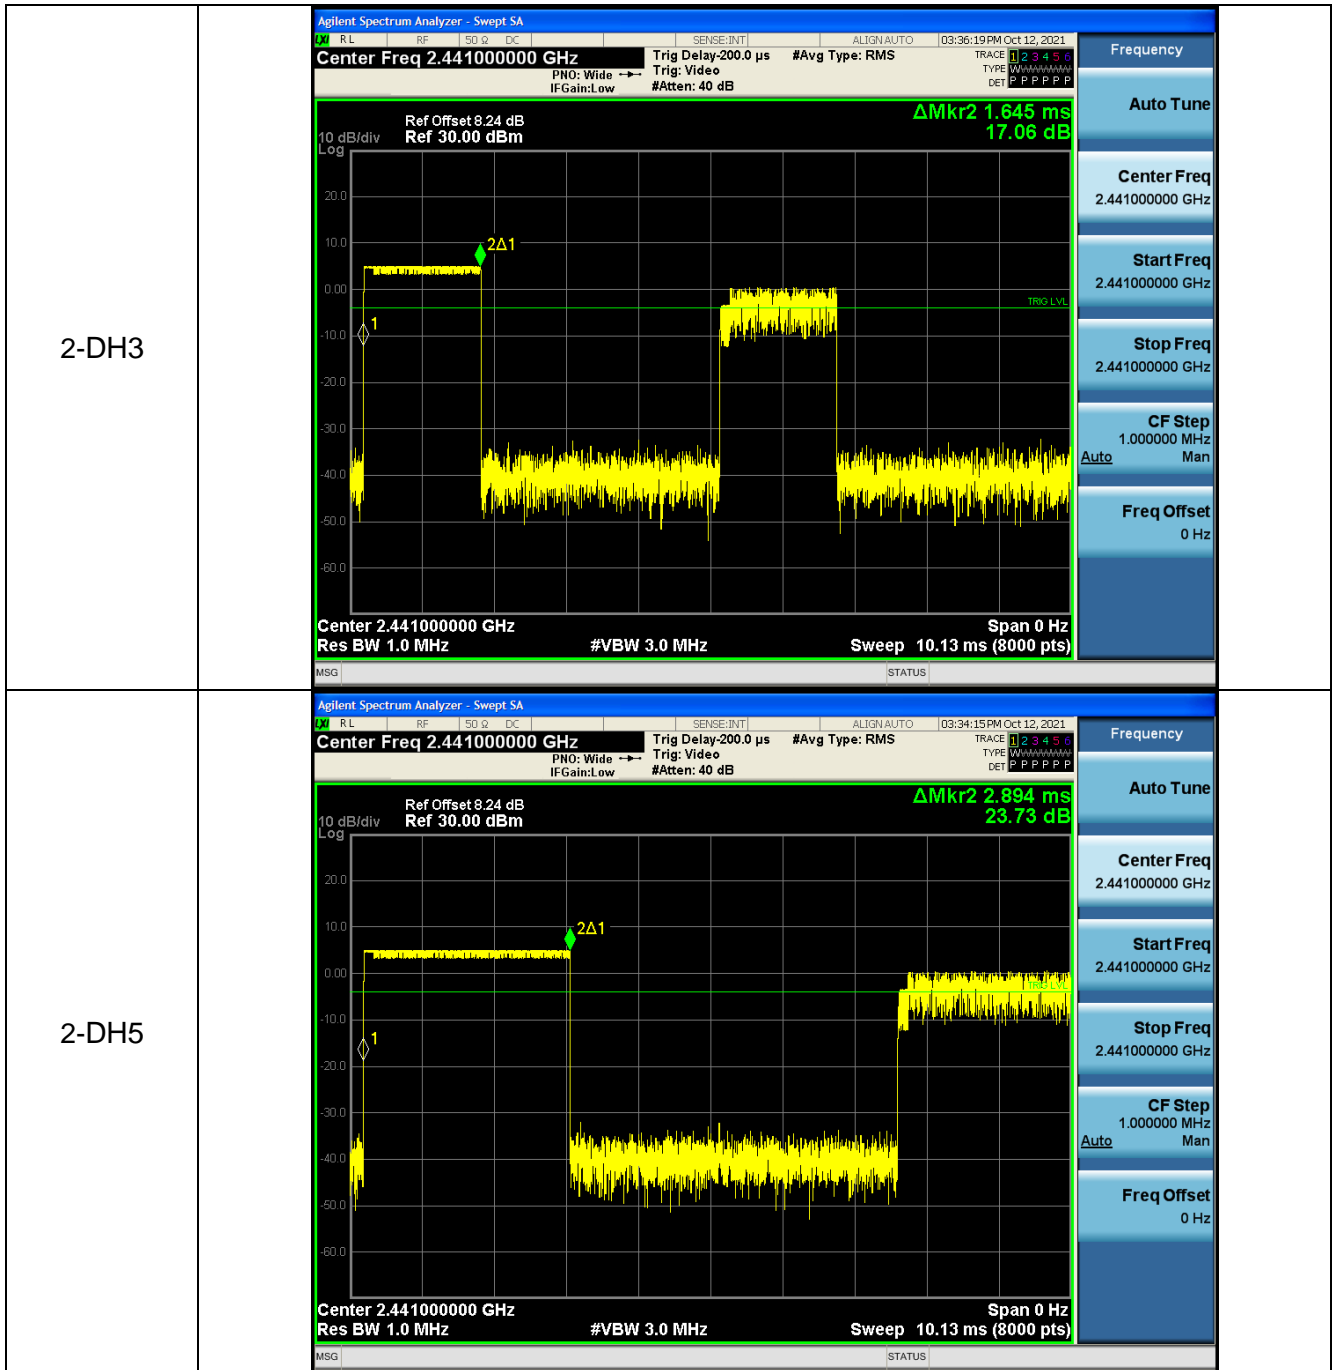 2-DH3
Agilent Spectrum Analyzer - Swept SA
LXI RL RF 50 Ω DC SENSE:INT ALIGN AUTO 03:36:19 PM Oct 12, 2021
Center Freq 2.441000000 GHz
PNO: Wide
IFGain:Low
Trig Delay-200.0 µs
Trig: Video
#Atten: 40 dB
#Avg Type: RMS
TRACE 1 2 3 4 5 6
TYPE WWWWWW
DET P P P P P P
ΔMkr2 1.645 ms
17.06 dB
Ref Offset 8.24 dB
10 dB/div Ref 30.00 dBm
Log
20.0
10.0
0.00
-10.0
-20.0
-30.0
-40.0
-50.0
-60.0
2Δ1
1
TRIG LVL
Center 2.441000000 GHz Span 0 Hz
Res BW 1.0 MHz #VBW 3.0 MHz Sweep 10.13 ms (8000 pts)
MSG STATUS
Frequency
Auto Tune
Center Freq
2.441000000 GHz
Start Freq
2.441000000 GHz
Stop Freq
2.441000000 GHz
CF Step
1.000000 MHz
Auto Man
Freq Offset
0 Hz
2-DH5
Agilent Spectrum Analyzer - Swept SA
LXI RL RF 50 Ω DC SENSE:INT ALIGN AUTO 03:34:15 PM Oct 12, 2021
Center Freq 2.441000000 GHz
PNO: Wide
IFGain:Low
Trig Delay-200.0 µs
Trig: Video
#Atten: 40 dB
#Avg Type: RMS
TRACE 1 2 3 4 5 6
TYPE WWWWWW
DET P P P P P P
ΔMkr2 2.894 ms
23.73 dB
Ref Offset 8.24 dB
10 dB/div Ref 30.00 dBm
Log
20.0
10.0
0.00
-10.0
-20.0
-30.0
-40.0
-50.0
-60.0
2Δ1
1
TRIG LVL
Center 2.441000000 GHz Span 0 Hz
Res BW 1.0 MHz #VBW 3.0 MHz Sweep 10.13 ms (8000 pts)
MSG STATUS
Frequency
Auto Tune
Center Freq
2.441000000 GHz
Start Freq
2.441000000 GHz
Stop Freq
2.441000000 GHz
CF Step
1.000000 MHz
Auto Man
Freq Offset
0 Hz